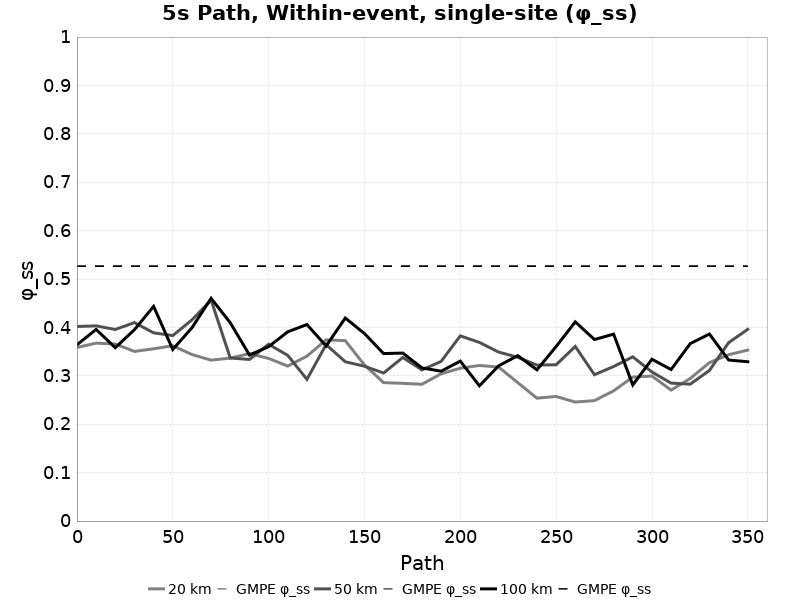 5s Path, Within-event, single-site (φ_ss)
1
0.9
0.8
0.7
0.6
0.5
0.4
0.3
0.2
0.1
0
φ_ss
0 50 100 150 200 250 300 350
Path
20 km GMPE φ_ss 50 km GMPE φ_ss 100 km GMPE φ_ss